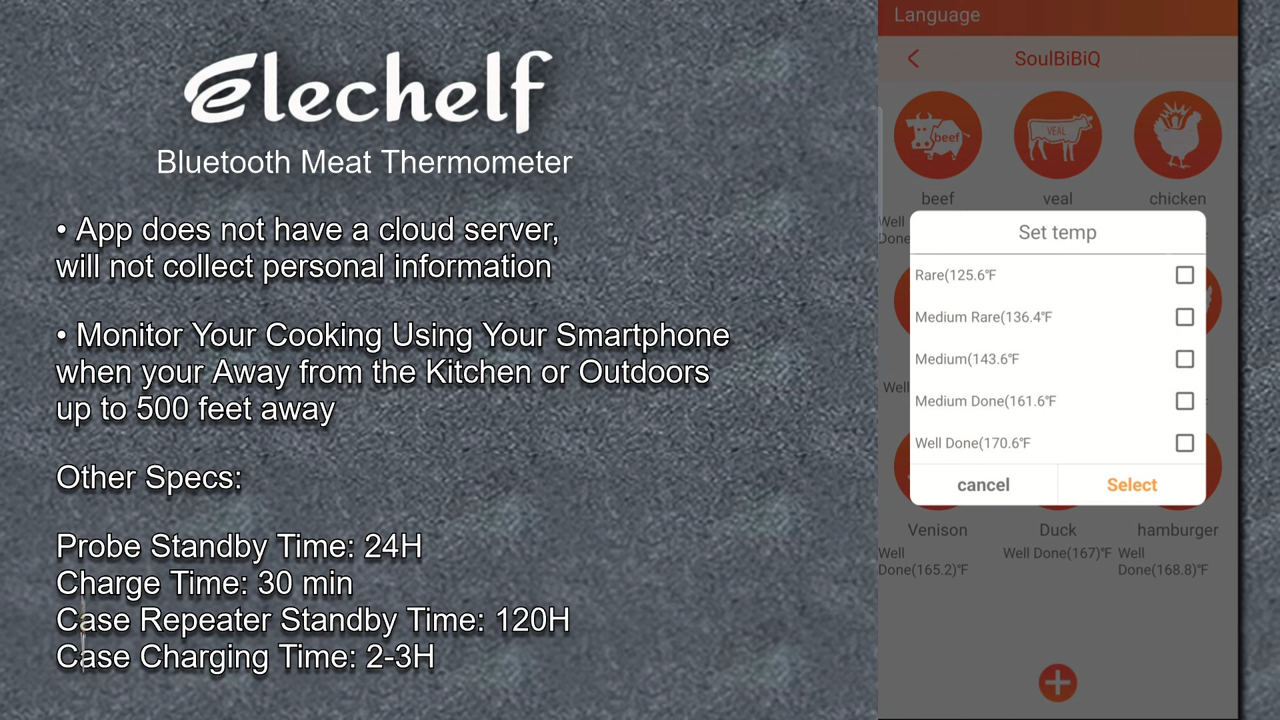 Elechelf
Bluetooth Meat Thermometer
• App does not have a cloud server,
will not collect personal information
• Monitor Your Cooking Using Your Smartphone
when your Away from the Kitchen or Outdoors
up to 500 feet away
Other Specs:
Probe Standby Time: 24H
Charge Time: 30 min
Case Repeater Standby Time: 120H
Case Charging Time: 2-3H
Language
SoulBiBiQ
beef
VEAL
beef
veal
chicken
Well
Done
Set temp
Rare(125.6℉
Medium Rare(136.4℉
Medium(143.6℉
Medium Done(161.6℉
Well Done(170.6℉
Well
cancel
Select
Venison
Duck
hamburger
Well
Done(165.2)℉
Well Done(167)℉
Well
Done(168.8)℉